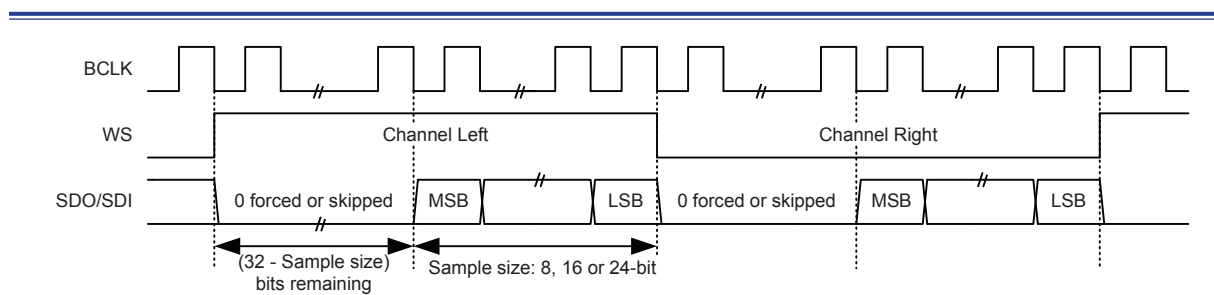 BCLK
WS
Channel Left
Channel Right
SDO/SDI
0 forced or skipped
MSB
LSB
0 forced or skipped
MSB
LSB
(32 - Sample size)
bits remaining
Sample size: 8, 16 or 24-bit